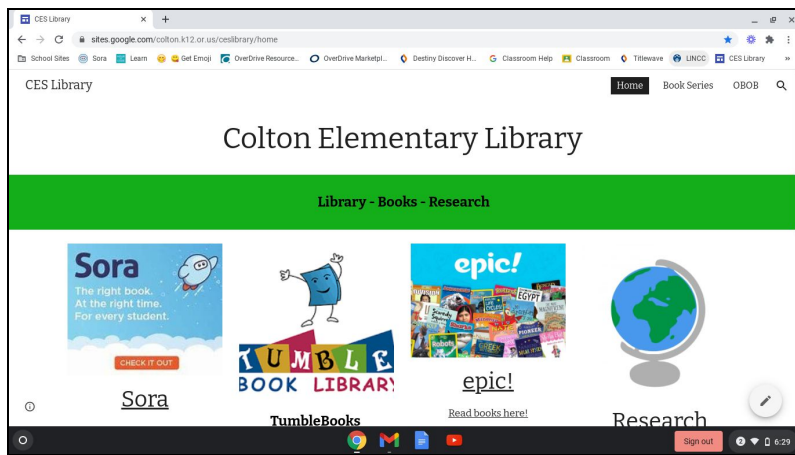 CES Library
sites.google.com/colton.k12.or.us/ceslibrary/home
School Sites Sora Learn Get Emoji OverDrive Resource... OverDrive Marketpl... Destiny Discover H... Classroom Help Classroom Titlewave LINCC CES Library »
CES Library Home Book Series OBOB
Colton Elementary Library
Library - Books - Research
Sora
The right book.
At the right time.
For every student.
CHECK IT OUT
Sora
TUMBLE
BOOK LIBRARY
TumbleBooks
epic!
EGYPT
PIONEER
Robots
GREEK
epic!
Read books here!
Research
Sign out 2 6:29